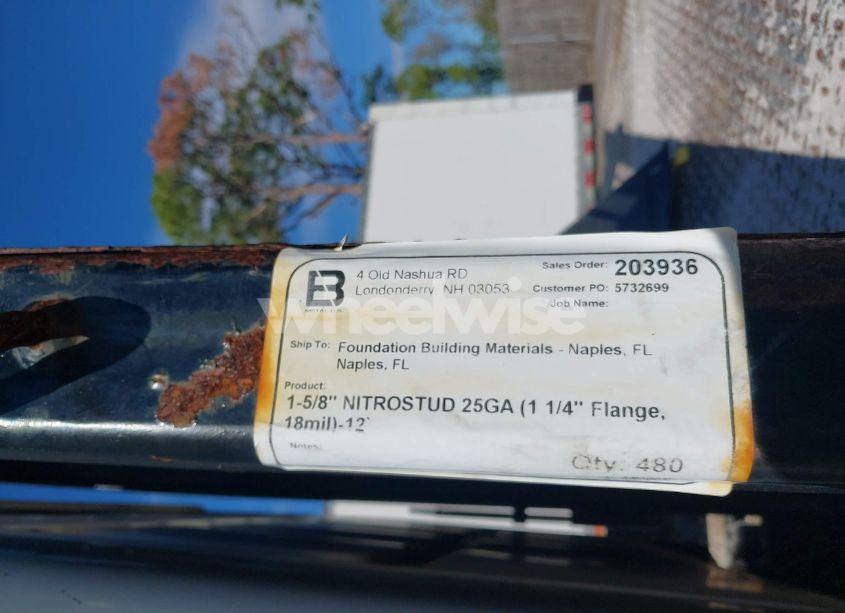 4 Old Nashua RD
Londonderry, NH 03053
Sales Order: 203936
Customer PO: 5732699
Job Name:
wheelwise
Ship To: Foundation Building Materials - Naples, FL
Naples, FL
Product:
1-5/8" NITROSTUD 25GA (1 1/4" Flange,
18mil)-12`
Notes:
Qty: 480